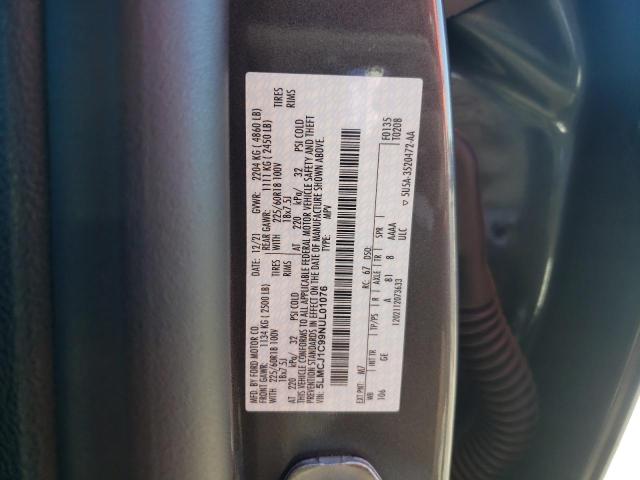 MFD. BY FORD MOTOR CO.
DATE: 12/21 GVWR: 2204 KG ( 4860 LB)
FRONT GAWR: 1134 KG ( 2500 LB) REAR GAWR: 1111 KG ( 2450 LB)
WITH 225/60R18 100V TIRES WITH 225/60R18 100V TIRES
18x7.5J RIMS 18x7.5J RIMS
AT 220 kPa/ 32 PSI COLD AT 220 kPa/ 32 PSI COLD
THIS VEHICLE CONFORMS TO ALL APPLICABLE FEDERAL MOTOR VEHICLE SAFETY AND THEFT
PREVENTION STANDARDS IN EFFECT ON THE DATE OF MANUFACTURE SHOWN ABOVE.
VIN: 5LMCJ1C99NUL01076 TYPE: MPV
F0135
T0208
EXT PNT: M7 RC: 67 DSO:
WB INT TR TP/PS R AXLE TR SPR
106 GE A 81 8 AAAA
ULC
1202112073633 5U5A-3520472-AA